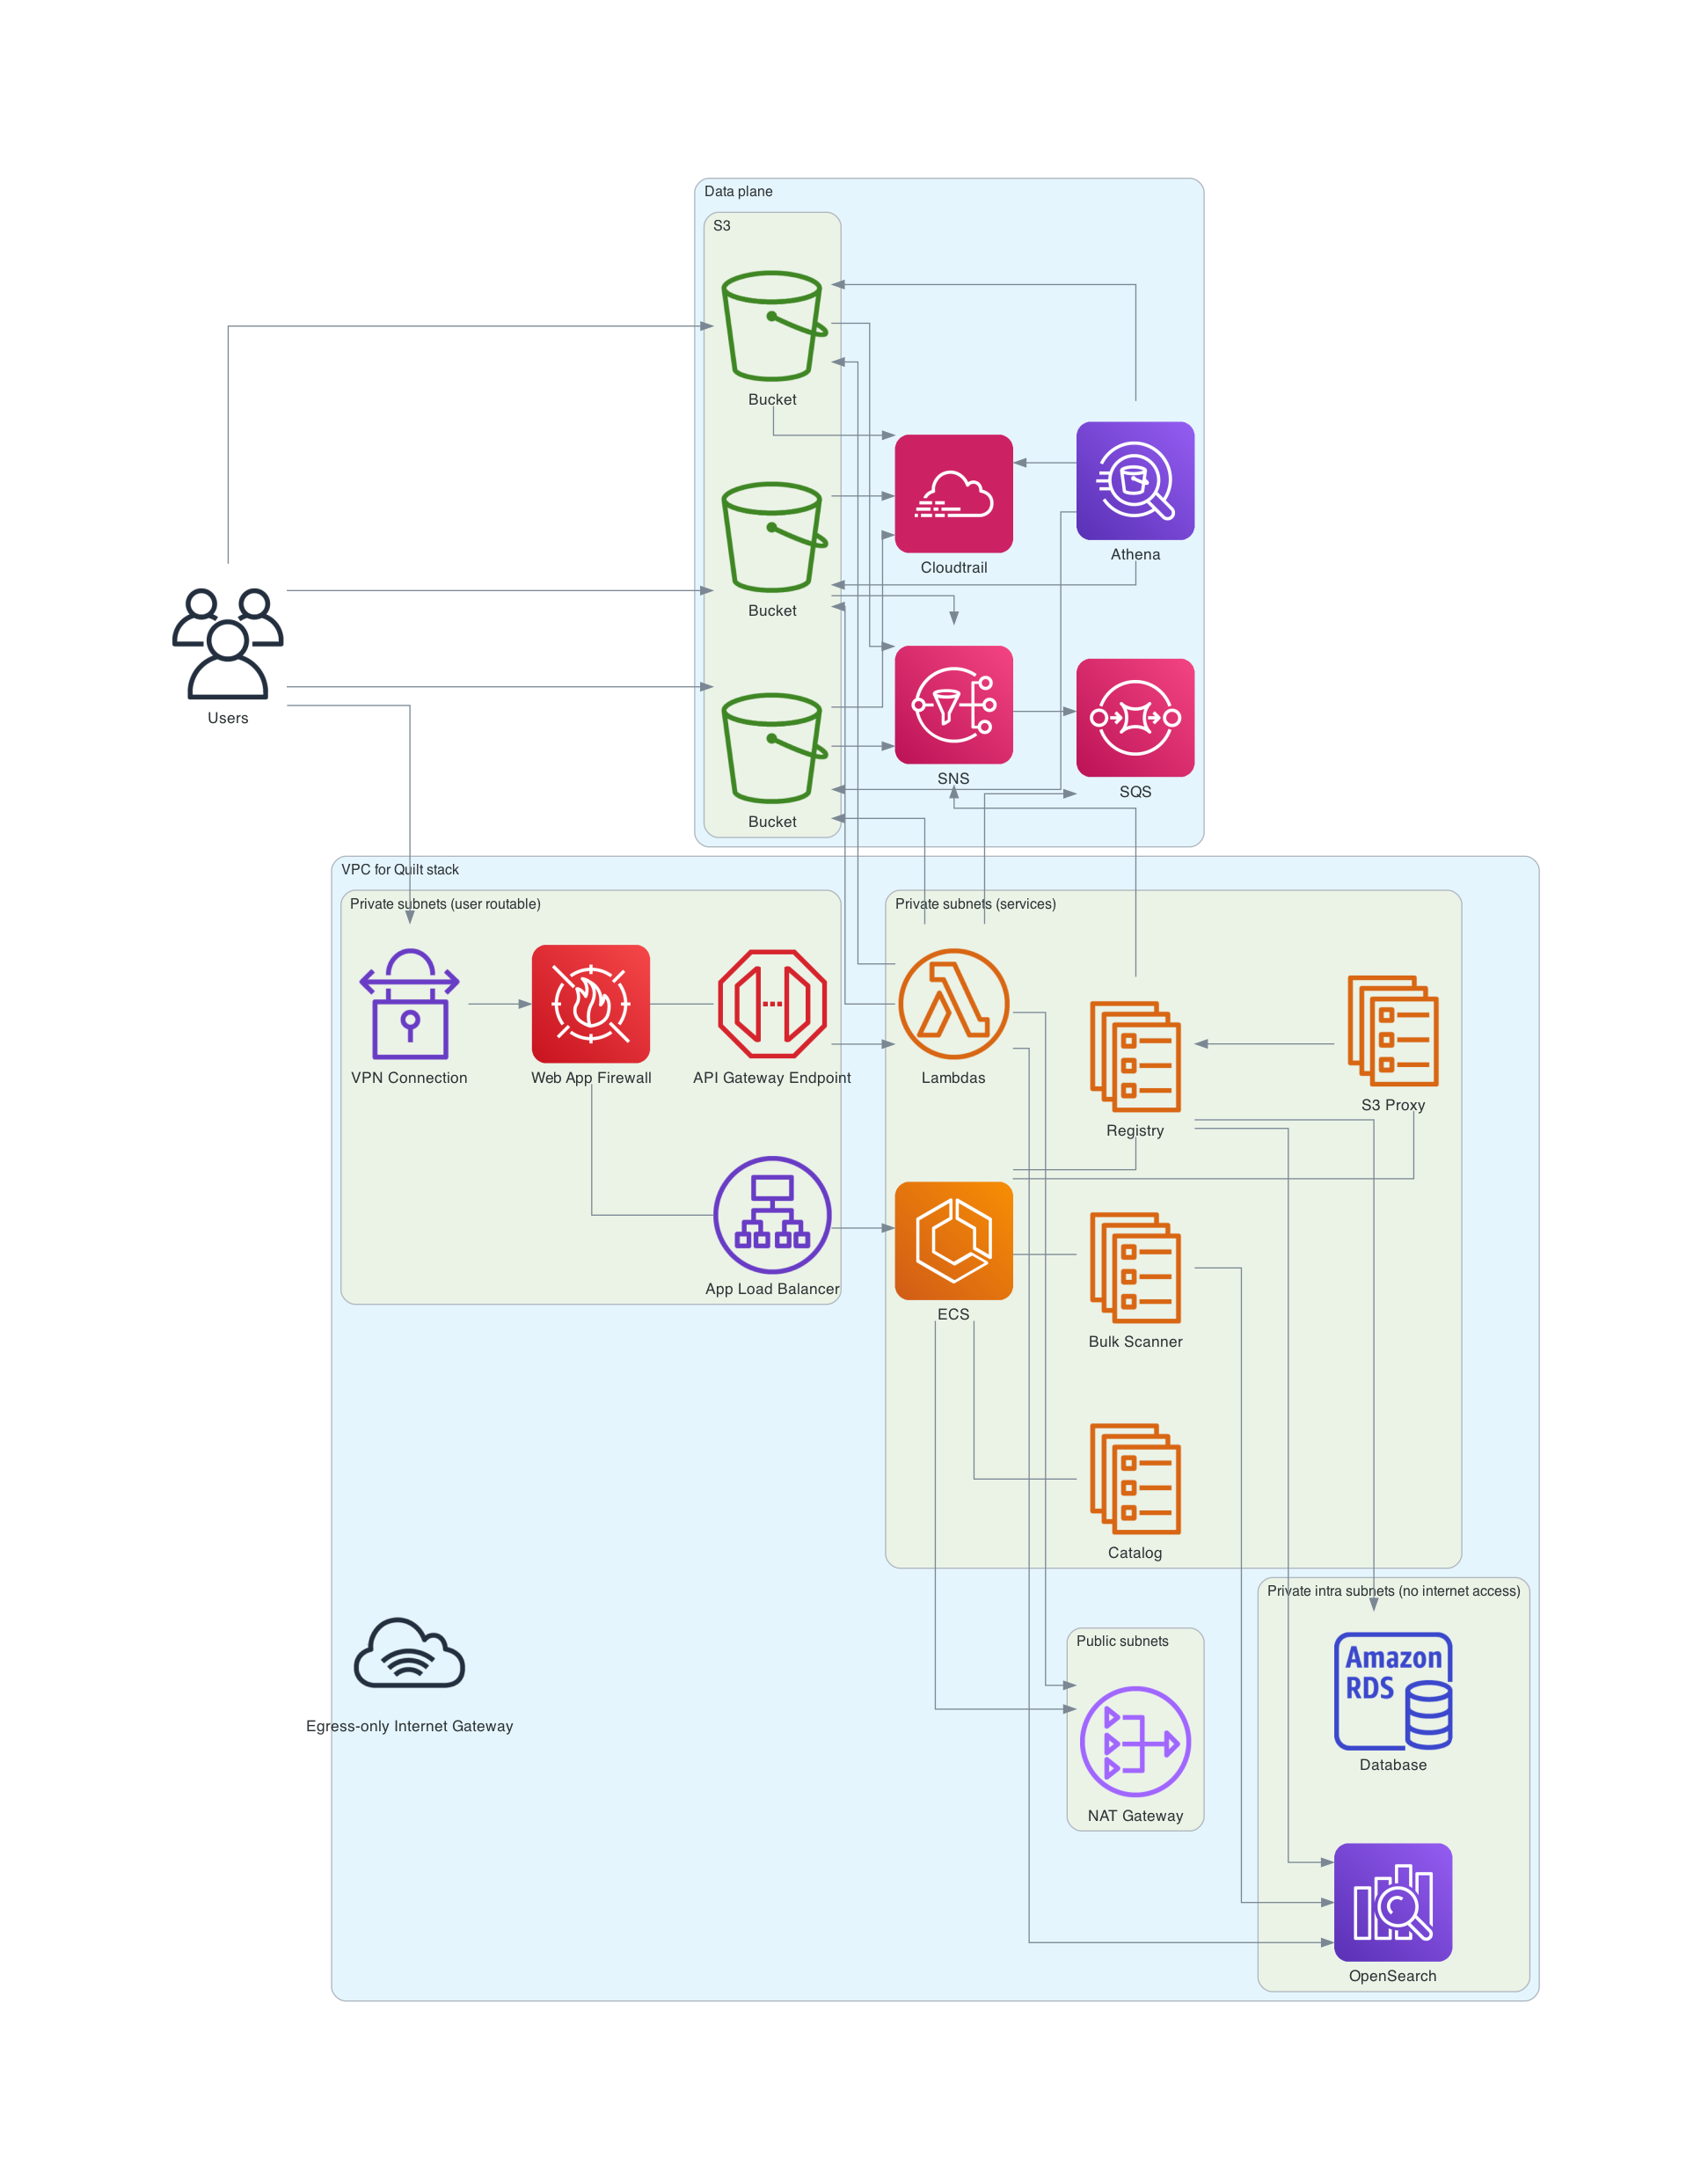 Data plane
S3
Bucket
Cloudtrail
Athena
Bucket
Users
SNS
SQS
Bucket
VPC for Quilt stack
Private subnets (user routable)
Private subnets (services)
VPN Connection
Web App Firewall
API Gateway Endpoint
Lambdas
S3 Proxy
Registry
App Load Balancer
ECS
Bulk Scanner
Catalog
Private intra subnets (no internet access)
Public subnets
Amazon
RDS
Egress-only Internet Gateway
Database
NAT Gateway
OpenSearch